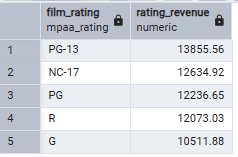 film_rating rating_revenue
mpaa_rating numeric
1 PG-13 13855.56
2 NC-17 12634.92
3 PG 12236.65
4 R 12073.03
5 G 10511.88